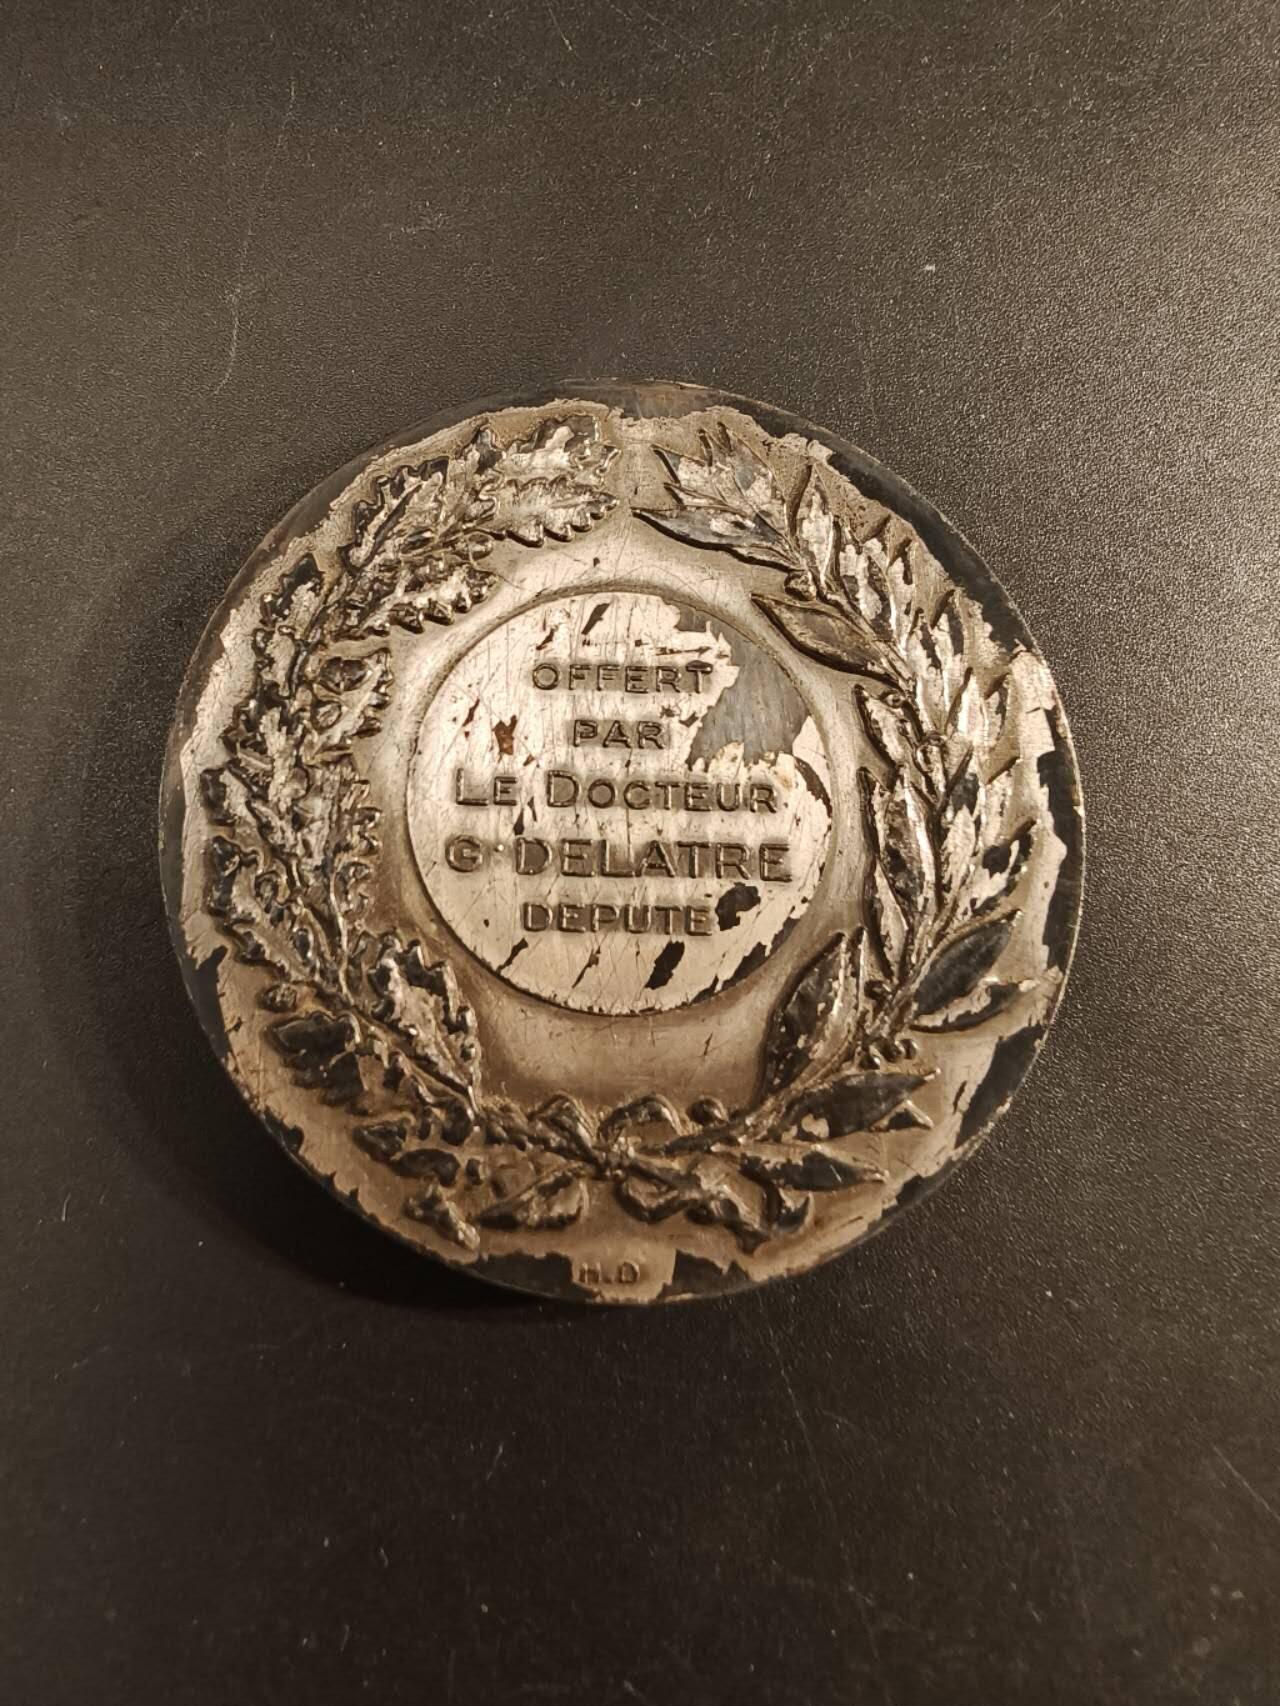 OFFERT
PAR
LE DOCTEUR
G. DELATRE
DEPUTE
H.D